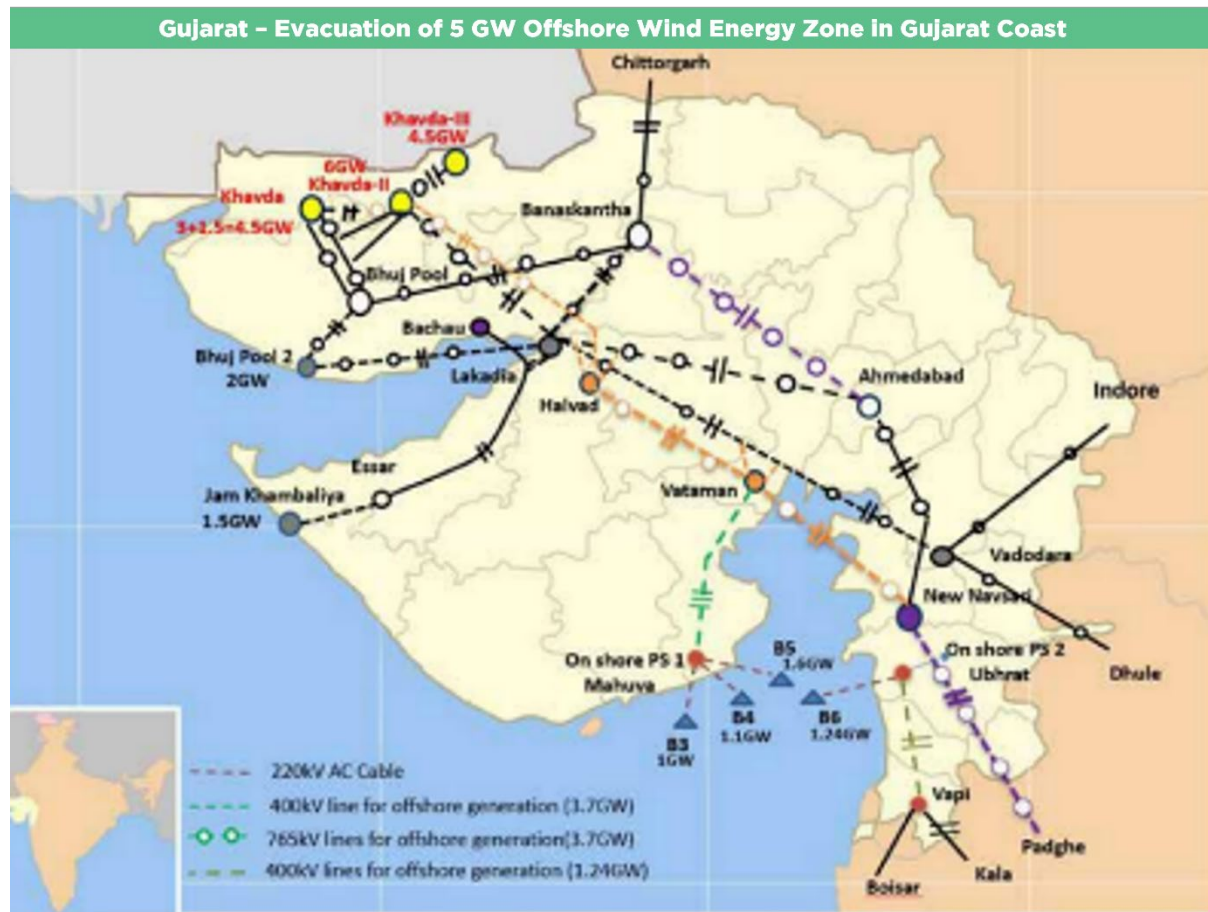 Gujarat – Evacuation of 5 GW Offshore Wind Energy Zone in Gujarat Coast
Chittorgarh
Khavda-III
4.5GW
6GW
Khavda-II
Khavda
3+1.5=4.5GW
Banaskantha
Bhuj Pool
Bachau
Bhuj Pool 2
2GW
Lakadia
Halvad
Ahmedabad
Indore
Essar
Jam Khambaliya
1.5GW
Vataman
Vadodara
New Navsari
On shore PS 1
Mahuva
B5
1.6GW
On shore PS 2
Ubhrat
Dhule
B3
1GW
B4
1.1GW
B6
1.24GW
220kV AC Cable
400kV line for offshore generation (3.7GW)
765kV lines for offshore generation(3.7GW)
400kV lines for offshore generation (1.24GW)
Vapi
Padghe
Kala
Boisar